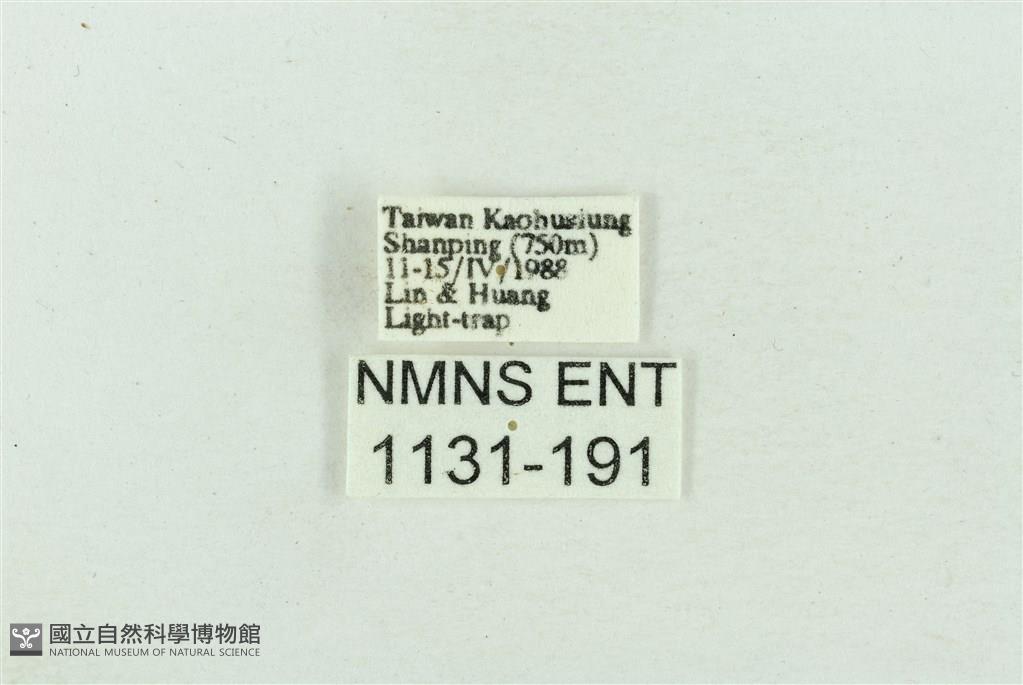 Taiwan Kaohusiung
Shanping (750m)
11-15/IV/1988
Lin & Huang
Light-trap
NMNS ENT
1131-191
國立自然科學博物館
NATIONAL MUSEUM OF NATURAL SCIENCE